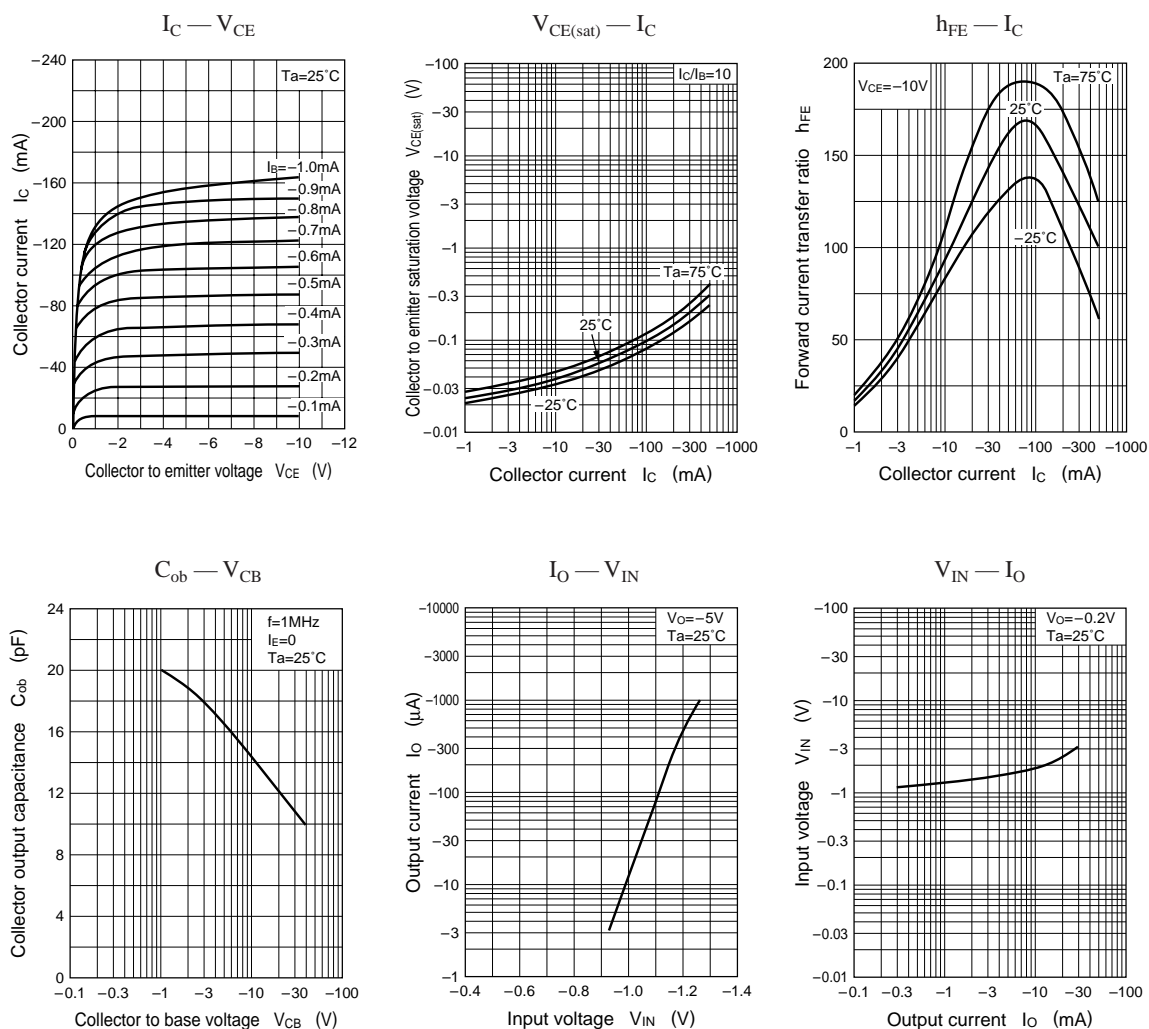 IC — VCE
−240
−200
−160
−120
−80
−40
0
0
−2
−4
−6
−8
−10
−12
Ta=25˚C
IB=−1.0mA
−0.9mA
−0.8mA
−0.7mA
−0.6mA
−0.5mA
−0.4mA
−0.3mA
−0.2mA
−0.1mA
Collector current IC (mA)
Collector to emitter voltage VCE (V)
VCE(sat) — IC
−100
−30
−10
−3
−1
−0.3
−0.1
−0.03
−0.01
−1
−3
−10
−30
−100
−300
−1000
IC/IB=10
Ta=75˚C
25˚C
−25˚C
Collector to emitter saturation voltage VCE(sat) (V)
Collector current IC (mA)
hFE — IC
200
150
100
50
0
−1
−3
−10
−30
−100
−300
−1000
VCE=−10V
Ta=75˚C
25˚C
−25˚C
Forward current transfer ratio hFE
Collector current IC (mA)
Cob — VCB
24
20
16
12
8
4
0
−0.1
−0.3
−1
−3
−10
−30
−100
f=1MHz
IE=0
Ta=25˚C
Collector output capacitance Cob (pF)
Collector to base voltage VCB (V)
IO — VIN
−10000
−3000
−1000
−300
−100
−30
−10
−3
−1
−0.4
−0.6
−0.8
−1.0
−1.2
−1.4
VO=−5V
Ta=25˚C
Output current IO (µA)
Input voltage VIN (V)
VIN — IO
−100
−30
−10
−3
−1
−0.3
−0.1
−0.03
−0.01
−0.1
−0.3
−1
−3
−10
−30
−100
VO=−0.2V
Ta=25˚C
Input voltage VIN (V)
Output current IO (mA)